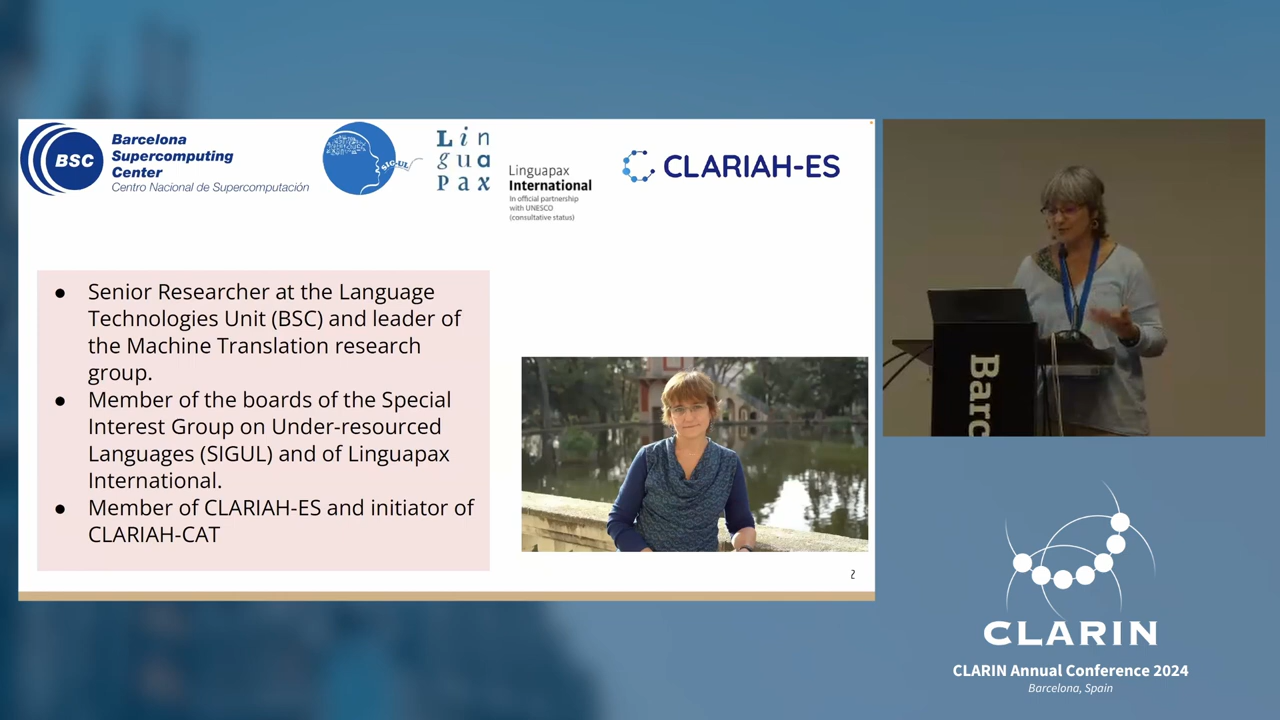 BSC
Barcelona
Supercomputing
Center
Centro Nacional de Supercomputación
SIG-UL
Lin
gua
Pax
Linguapax
International
In official partnership
with UNESCO
(consultative status)
CLARIAH-ES
● Senior Researcher at the Language
Technologies Unit (BSC) and leader of
the Machine Translation research
group.
● Member of the boards of the Special
Interest Group on Under-resourced
Languages (SIGUL) and of Linguapax
International.
● Member of CLARIAH-ES and initiator of
CLARIAH-CAT
2
Barc
CLARIN
CLARIN Annual Conference 2024
Barcelona, Spain